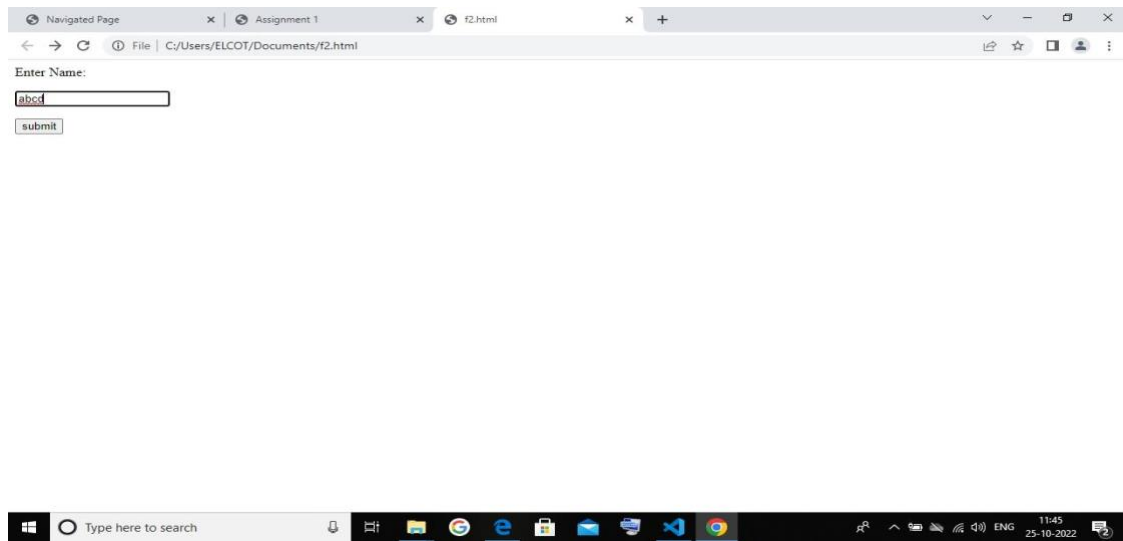 Navigated Page
Assignment 1
f2.html
File | C:/Users/ELCOT/Documents/f2.html
Enter Name:
abcd
submit
Type here to search
ENG
11:45
25-10-2022
2